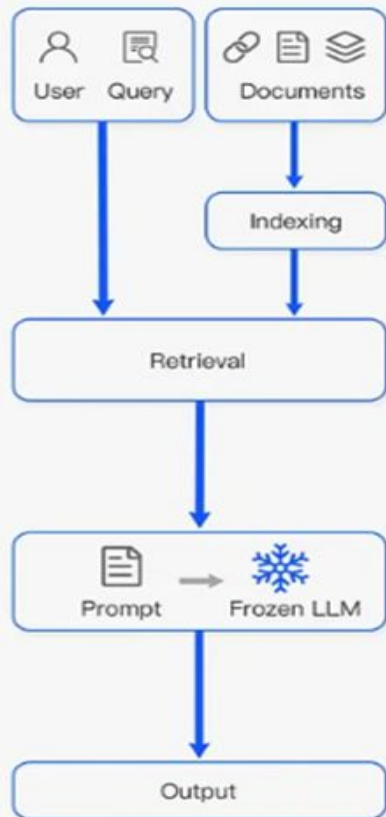 User Query
Documents
Indexing
Retrieval
Prompt Frozen LLM
Output